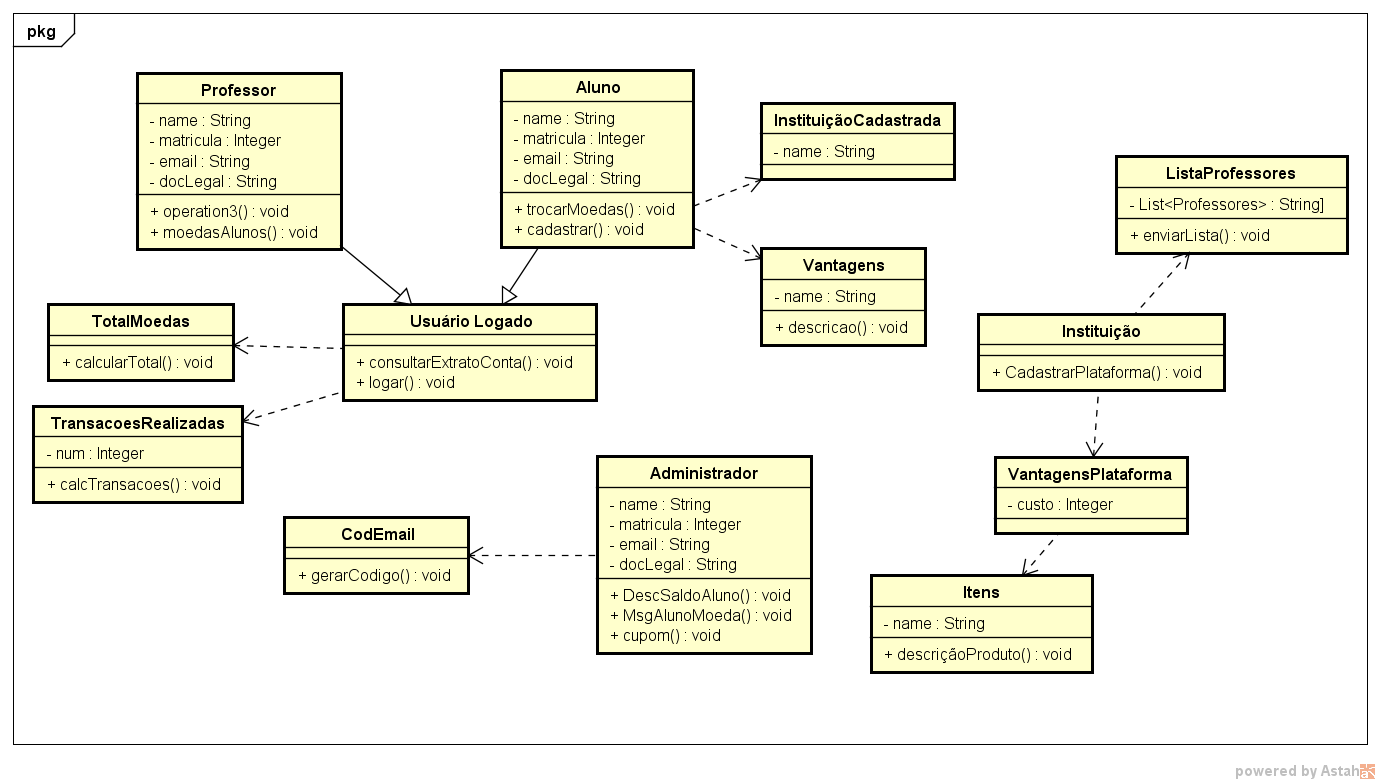 pkg
Professor
- name : String
- matricula : Integer
- email : String
- docLegal : String
+ operation3() : void
+ moedasAlunos() : void
Aluno
- name : String
- matricula : Integer
- email : String
- docLegal : String
+ trocarMoedas() : void
+ cadastrar() : void
InstituiçãoCadastrada
- name : String
ListaProfessores
- List<Professores> : String]
+ enviarLista() : void
Vantagens
- name : String
+ descricao() : void
TotalMoedas
+ calcularTotal() : void
Usuário Logado
+ consultarExtratoConta() : void
+ logar() : void
Instituição
+ CadastrarPlataforma() : void
TransacoesRealizadas
- num : Integer
+ calcTransacoes() : void
Administrador
- name : String
- matricula : Integer
- email : String
- docLegal : String
+ DescSaldoAluno() : void
+ MsgAlunoMoeda() : void
+ cupom() : void
VantagensPlataforma
- custo : Integer
CodEmail
+ gerarCodigo() : void
Itens
- name : String
+ descriçãoProduto() : void
powered by Astah